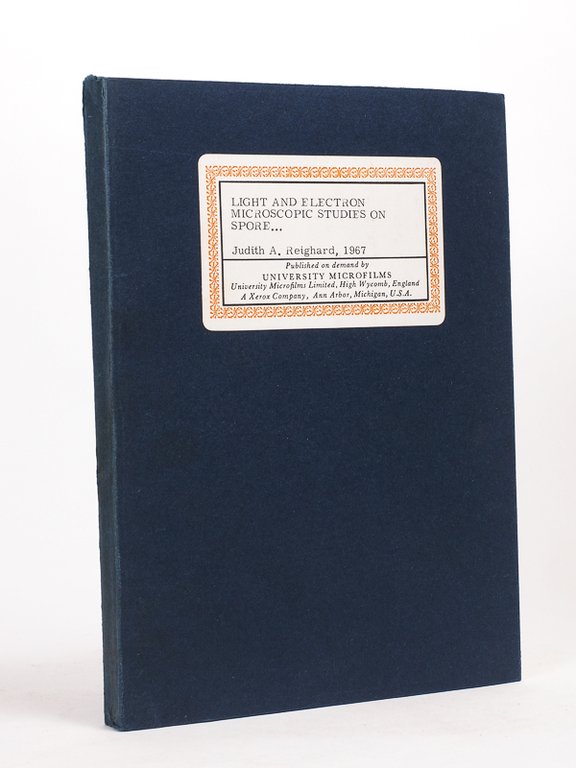 LIGHT AND ELECTRON
MICROSCOPIC STUDIES ON
SPORE...
Judith A. Reighard, 1967
Published on demand by
UNIVERSITY MICROFILMS
University Microfilms Limited, High Wycomb, England
A Xerox Company, Ann Arbor, Michigan, U.S.A.